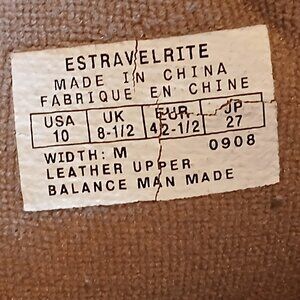 ESTRAVELRITE
MADE IN CHINA
FABRIQUE EN CHINE
USA UK EUR JP
10 8-1/2 42-1/2 27
WIDTH: M 0908
LEATHER UPPER
BALANCE MAN MADE